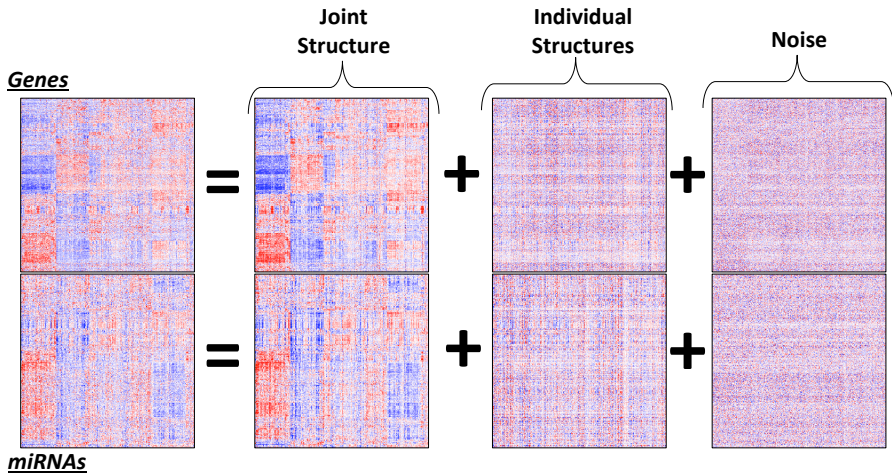 Joint
Structure
Individual
Structures
Noise
Genes
=
+
+
=
+
+
miRNAs